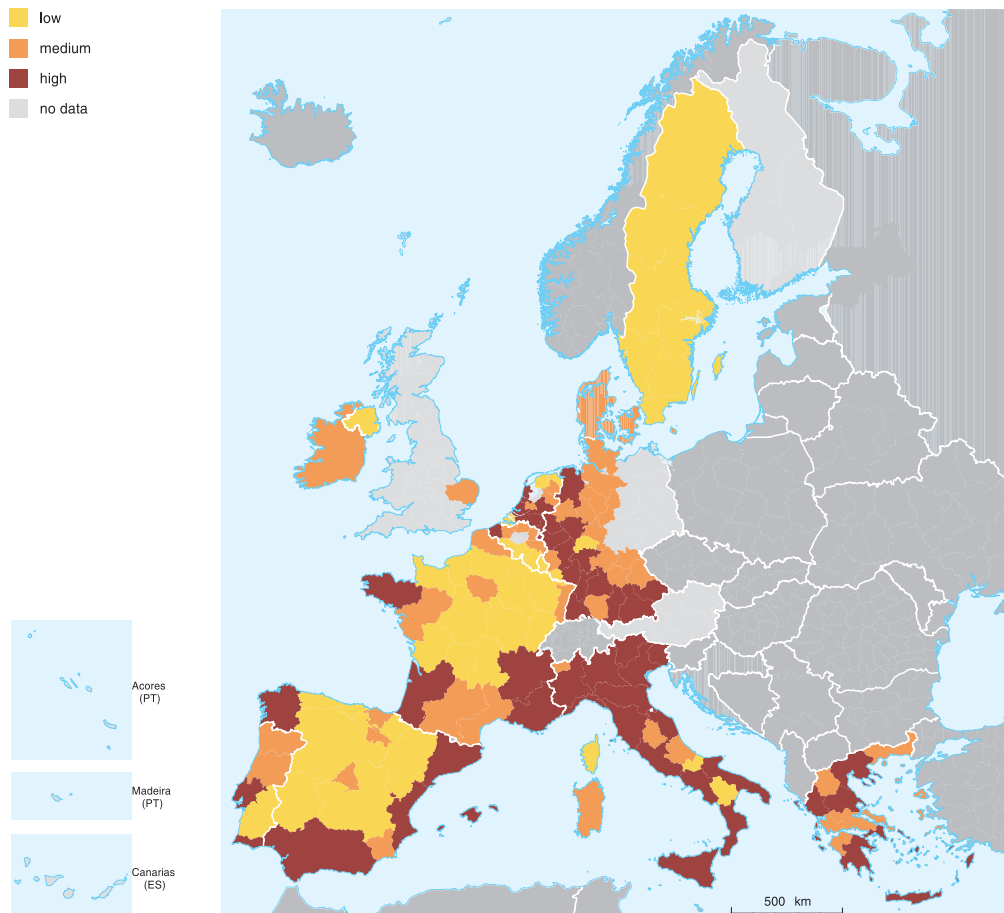 low
medium
high
no data
Acores
(PT)
Madeira
(PT)
Canarias
(ES)
500 km